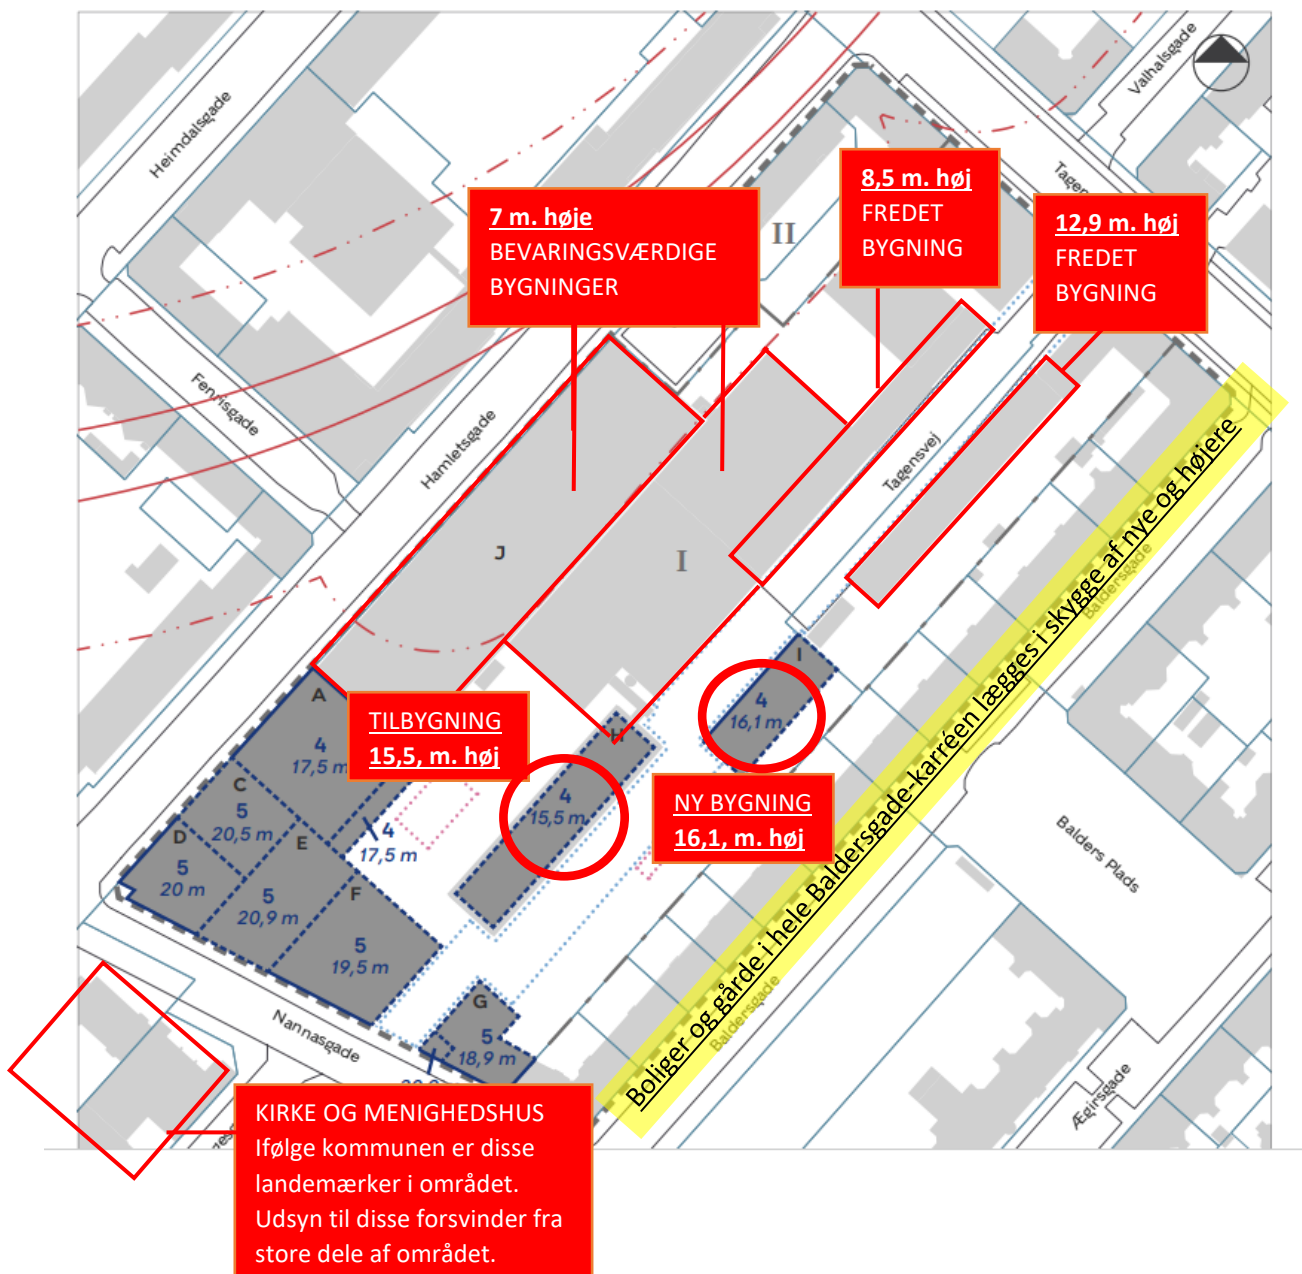 Heimdalsgade
Valhalsgade
7 m. høje
BEVARINGSVÆRDIGE
BYGNINGER
8,5 m. høj
FREDET
BYGNING
12,9 m. høj
FREDET
BYGNING
II
Fenrisgade
Hamletsgade
Tagensvej
J
I
Boliger og gårde i hele Baldersgade-karréen lægges i skygge af nye og højere
Baldersgade
Baldersgade
A
4
17,5 m
TILBYGNING
15,5, m. høj
H
4
15,5 m
I
4
16,1 m
NY BYGNING
16,1, m. høj
C
5
20,5 m
D
5
20 m
E
5
20,9 m
4
17,5 m
F
5
19,5 m
G
5
18,9 m
Balders Plads
Nannasgade
Ægirsgade
KIRKE OG MENIGHEDSHUS
Ifølge kommunen er disse
landemærker i området.
Udsyn til disse forsvinder fra
store dele af området.